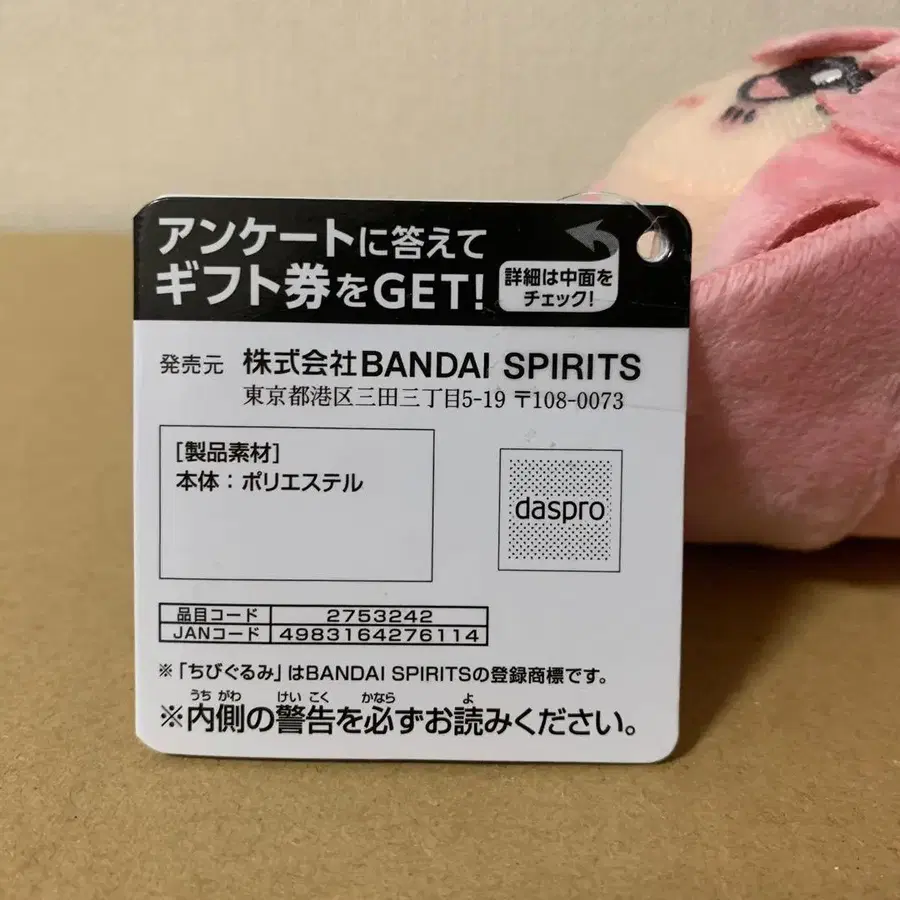 アンケートに答えて
ギフト券をGET!
詳細は中面を
チェック!
発売元 株式会社BANDAI SPIRITS
東京都港区三田三丁目5-19 〒108-0073
[製品素材]
本体：ポリエステル
daspro
品目コード 2753242
JANコード 4983164276114
※「ちびぐるみ」はBANDAI SPIRITSの登録商標です。
うち がわ けい こく かなら よ
※内側の警告を必ずお読みください。